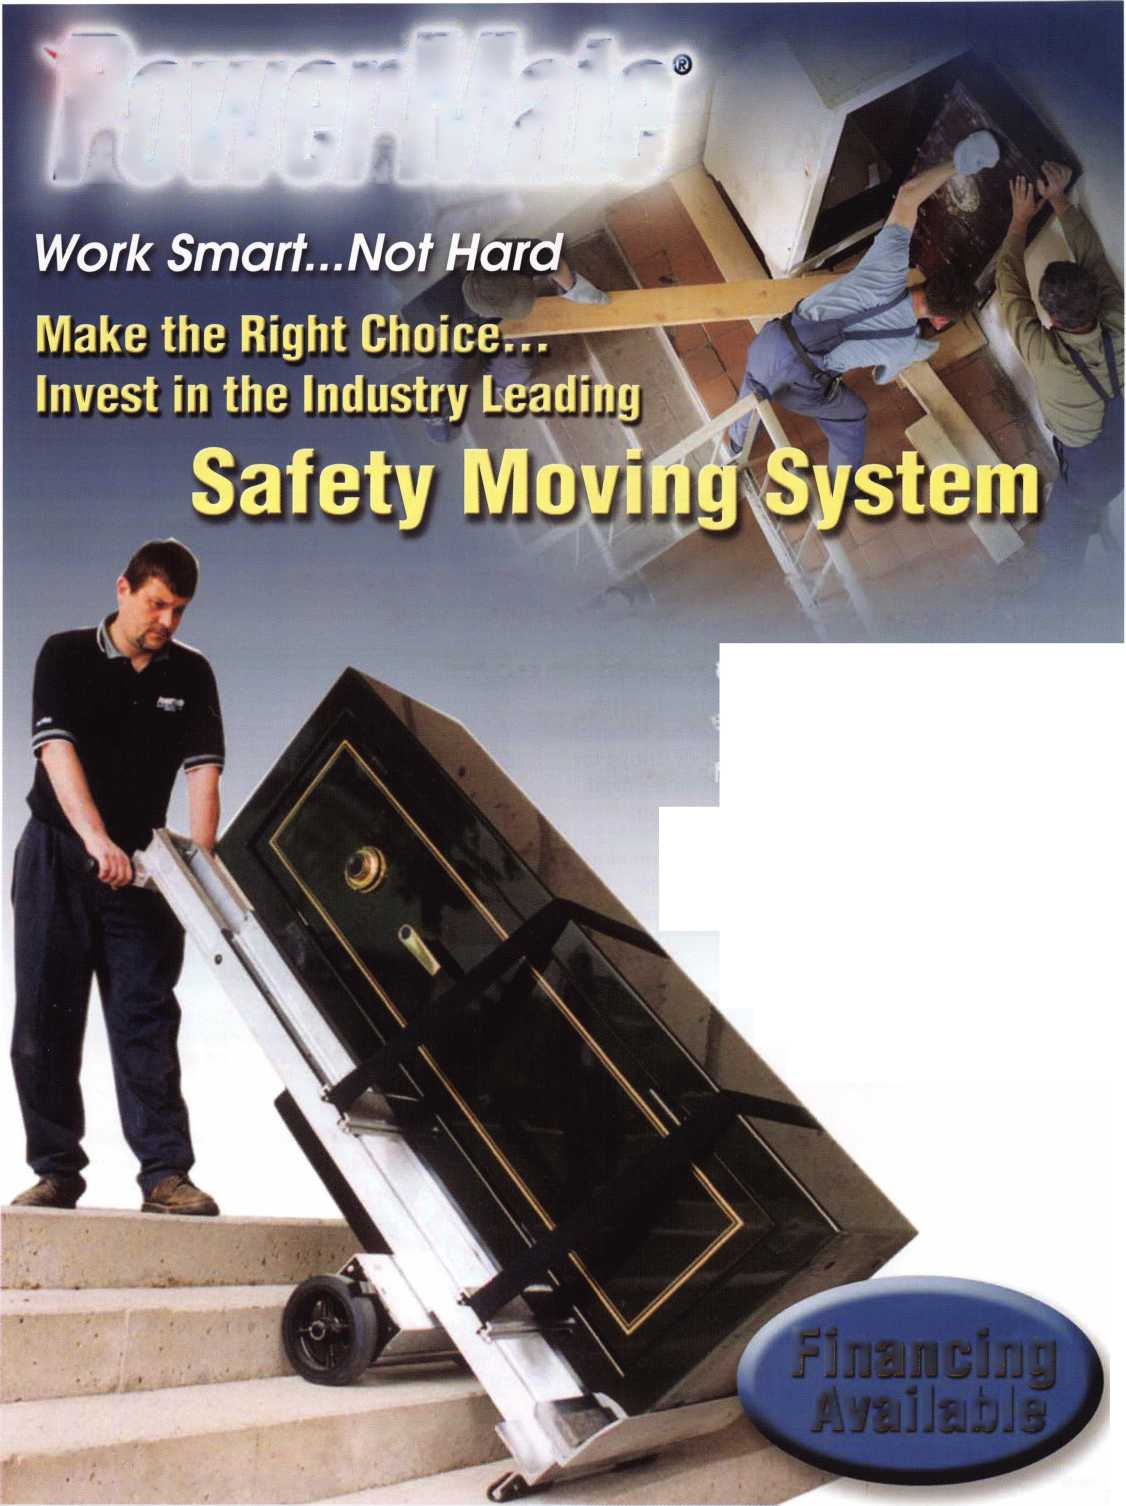 PowerMate®
Work Smart...Not Hard
Make the Right Choice...
Invest in the Industry Leading
Safety Moving System
Financing
Available